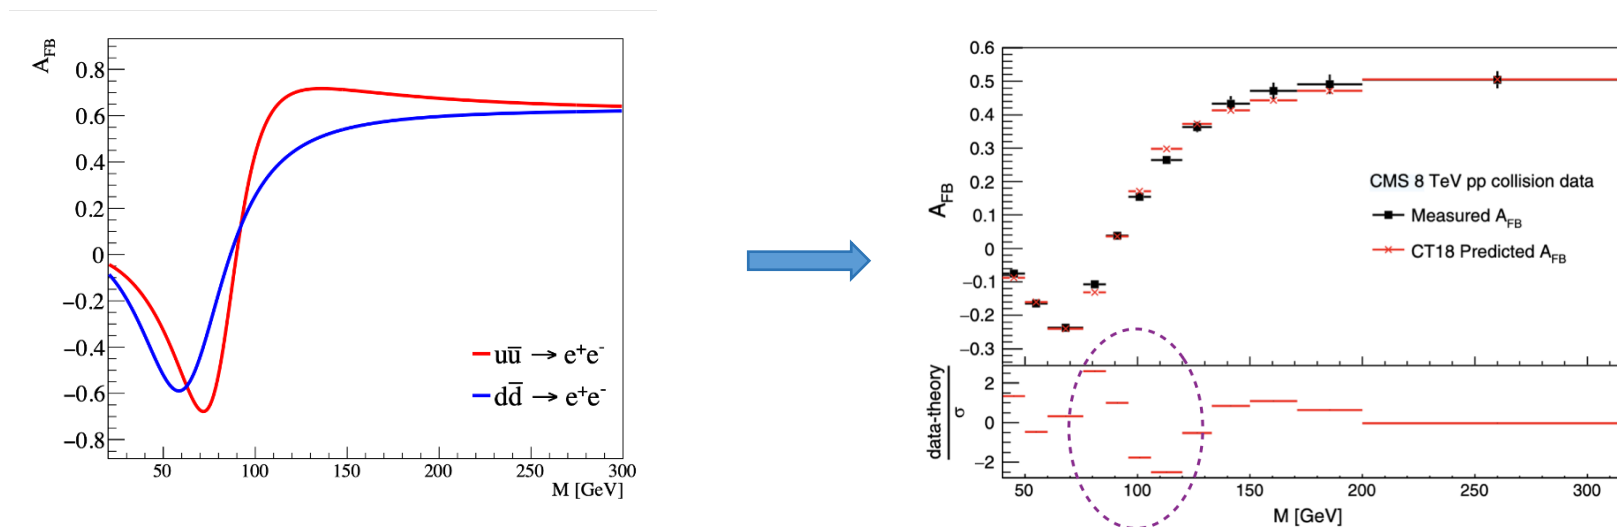 A_FB
0.8
0.6
0.4
0.2
0
−0.2
−0.4
−0.6
−0.8
uū → e⁺e⁻
dd̄ → e⁺e⁻
50 100 150 200 250 300
M [GeV]
A_FB
0.6
0.5
0.4
0.3
0.2
0.1
0
−0.1
−0.2
−0.3
CMS 8 TeV pp collision data
Measured A_FB
CT18 Predicted A_FB
data-theory
σ
2
0
−2
50 100 150 200 250 300
M [GeV]